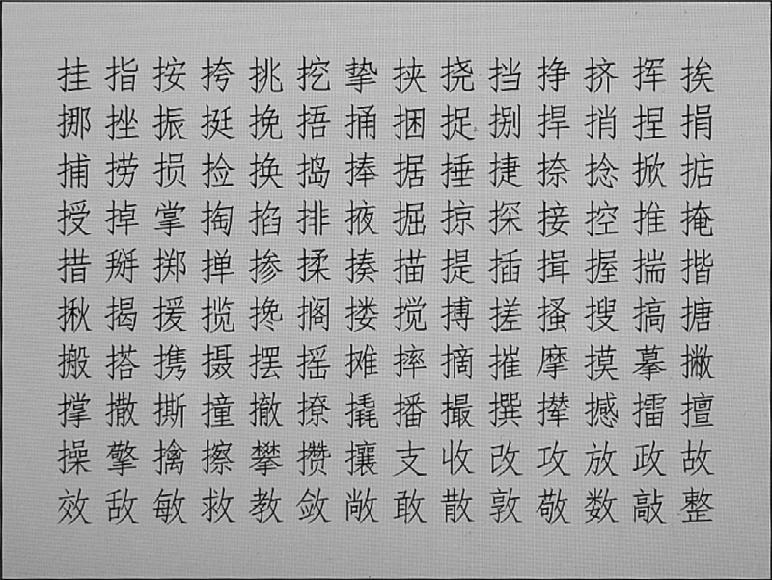 挂指按挎挑挖挚挟挠挡挣挤挥挨
挪挫振挺挽捂捅捆捉捌捍捎捏捐
捕捞损捡换捣捧据捶捷捺捻掀掂
授掉掌掏掐排掖掘掠探接控推掩
措掰掷掸掺揉揍描提插揖握揣揩
揪揭援揽搀搁搂搅搏搓搔搜搞搪
搬搭携摄摆摇摊摔摘摧摩摸摹撇
撑撒撕撞撤撩撬播撮撰撵撼擂擅
操擎擒擦攀攒攘支收改攻放政故
效敌敏救教敛敞敢散敦敬数敲整